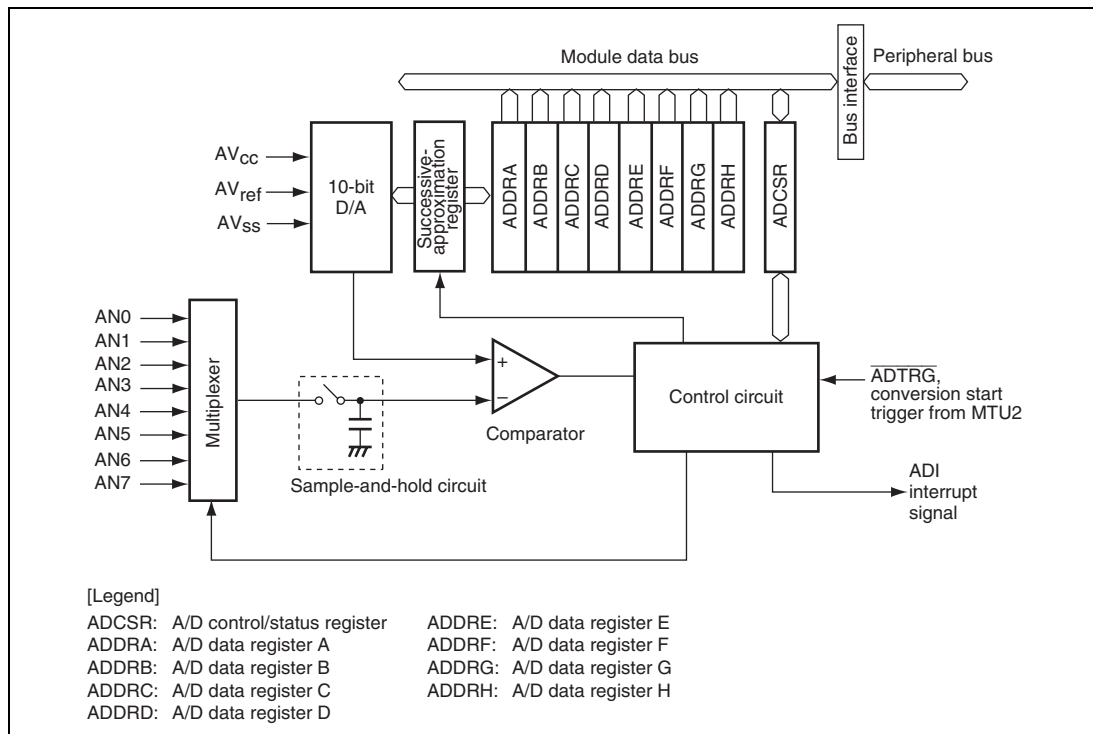 Module data bus
Peripheral bus
Bus interface
AVcc
AVref
AVss
10-bit
D/A
Successive-
approximation
register
ADDRA
ADDRB
ADDRC
ADDRD
ADDRE
ADDRF
ADDRG
ADDRH
ADCSR
AN0
AN1
AN2
AN3
AN4
AN5
AN6
AN7
Multiplexer
Sample-and-hold circuit
+
–
Comparator
Control circuit
ADTRG,
conversion start
trigger from MTU2
ADI
interrupt
signal
[Legend]
ADCSR: A/D control/status register
ADDRA: A/D data register A
ADDRB: A/D data register B
ADDRC: A/D data register C
ADDRD: A/D data register D
ADDRE: A/D data register E
ADDRF: A/D data register F
ADDRG: A/D data register G
ADDRH: A/D data register H